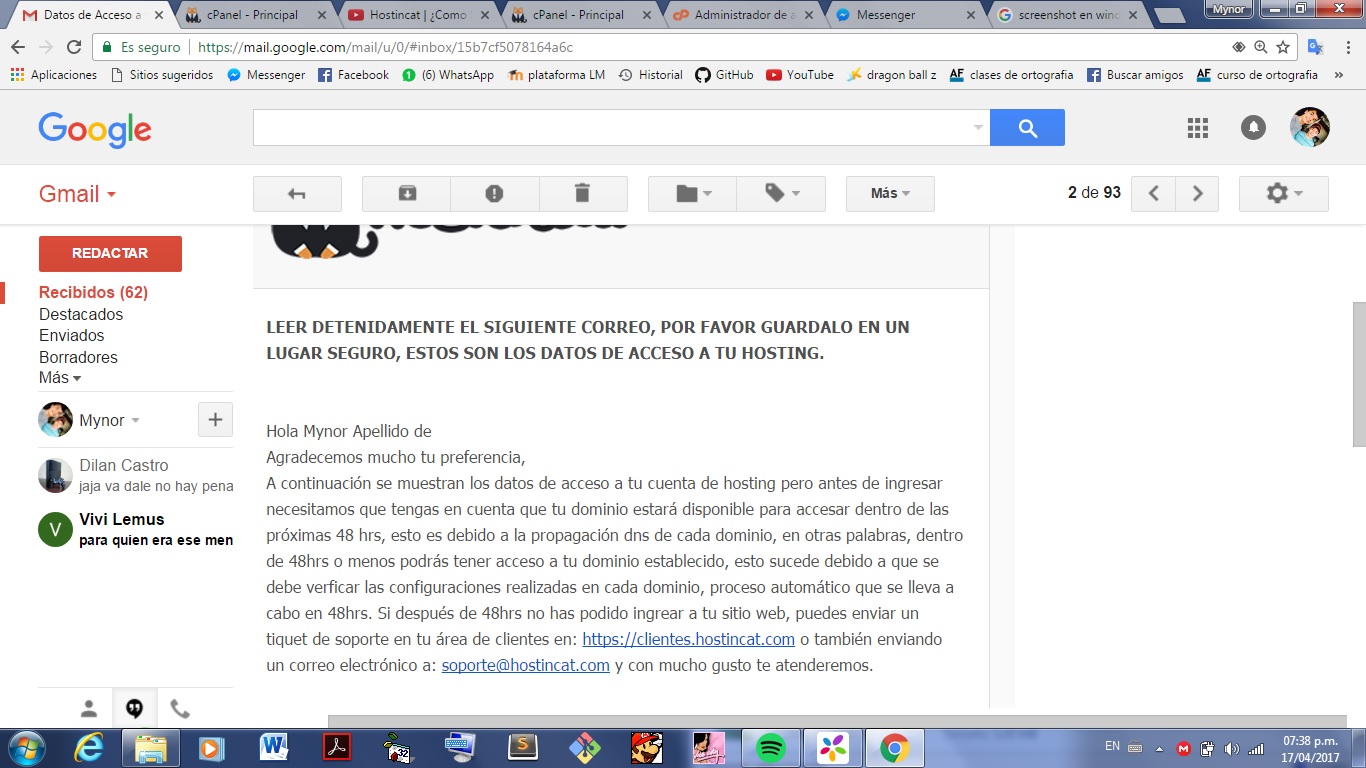 Datos de Acceso a
cPanel - Principal
Hostincat | ¿Como
cPanel - Principal
Administrador de a
Messenger
screenshot en wind
Mynor
Es seguro
https://mail.google.com/mail/u/0/#inbox/15b7cf5078164a6c
Aplicaciones
Sitios sugeridos
Messenger
Facebook
(6) WhatsApp
plataforma LM
Historial
GitHub
YouTube
dragon ball z
AF clases de ortografia
Buscar amigos
AF curso de ortografia
»
Google
Gmail
Más
2 de 93
REDACTAR
Recibidos (62)
Destacados
Enviados
Borradores
Más
Mynor
Dilan Castro
jaja va dale no hay pena
V
Vivi Lemus
para quien era ese men
LEER DETENIDAMENTE EL SIGUIENTE CORREO, POR FAVOR GUARDALO EN UN
LUGAR SEGURO, ESTOS SON LOS DATOS DE ACCESO A TU HOSTING.
Hola Mynor Apellido de
Agradecemos mucho tu preferencia,
A continuación se muestran los datos de acceso a tu cuenta de hosting pero antes de ingresar
necesitamos que tengas en cuenta que tu dominio estará disponible para accesar dentro de las
próximas 48 hrs, esto es debido a la propagación dns de cada dominio, en otras palabras, dentro
de 48hrs o menos podrás tener acceso a tu dominio establecido, esto sucede debido a que se
debe verficar las configuraciones realizadas en cada dominio, proceso automático que se lleva a
cabo en 48hrs. Si después de 48hrs no has podido ingrear a tu sitio web, puedes enviar un
tiquet de soporte en tu área de clientes en: https://clientes.hostincat.com o también enviando
un correo electrónico a: soporte@hostincat.com y con mucho gusto te atenderemos.
EN
07:38 p.m.
17/04/2017